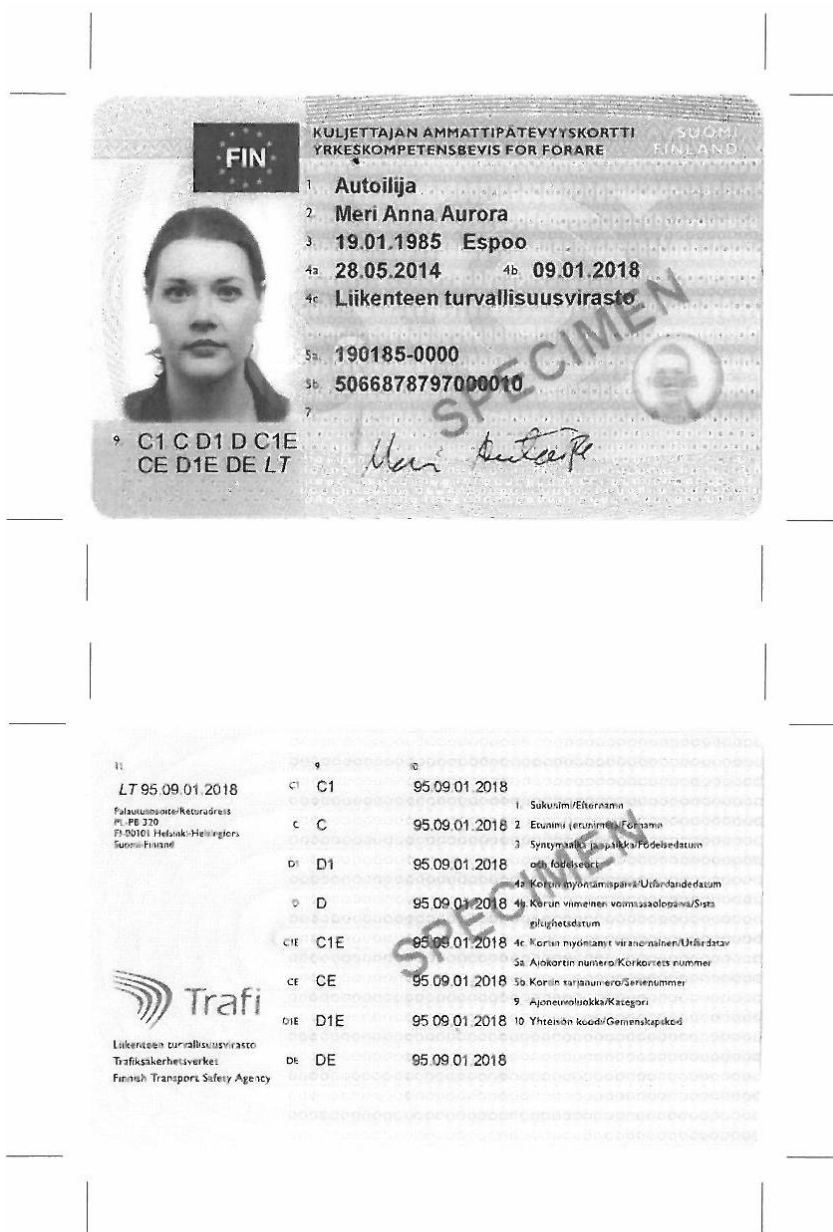 KULJETTAJAN AMMATTIPÄTEVYYSKORTTI SUOMI
YRKESKOMPETENSBEVIS FÖR FÖRARE FINLAND
FIN
1 Autoilija
2 Meri Anna Aurora
3 19.01.1985 Espoo
4a 28.05.2014 4b 09.01.2018
4c Liikenteen turvallisuusvirasto
5a. 190185-0000
5b 5066878797000010
7
SPECIMEN
9 C1 C D1 D C1E
CE D1E DE LT
Meri Autoilija
11 9 10
LT 95.09.01.2018
Palautusosoite/Returadress
PL-PB 320
FI-00101 Helsinki-Helsingfors
Suomi-Finland
C1 C1 95.09.01.2018
C C 95.09.01.2018
D1 D1 95.09.01.2018
D D 95.09.01.2018
C1E C1E 95.09.01.2018
CE CE 95.09.01.2018
D1E D1E 95.09.01.2018
DE DE 95.09.01.2018
1. Sukunimi/Efternamn
2 Etunimi (etunimet)/Förnamn
3 Syntymäaika ja -paikka/Födelsedatum
och födelseort
4a Kortin myöntämispäivä/Utfärdandedatum
4b. Kortin viimeinen voimassaolopäivä/Sista
giltighetsdatum
4c Kortin myöntänyt viranomainen/Utfärdat av
5a Ajokortin numero/Körkortets nummer
5b Kortin sarjanumero/Serienummer
9. Ajoneuvoluokka/Kategori
10 Yhteisön koodi/Gemenskapskod
SPECIMEN
Trafi
Liikenteen turvallisuusvirasto
Trafiksäkerhetsverket
Finnish Transport Safety Agency